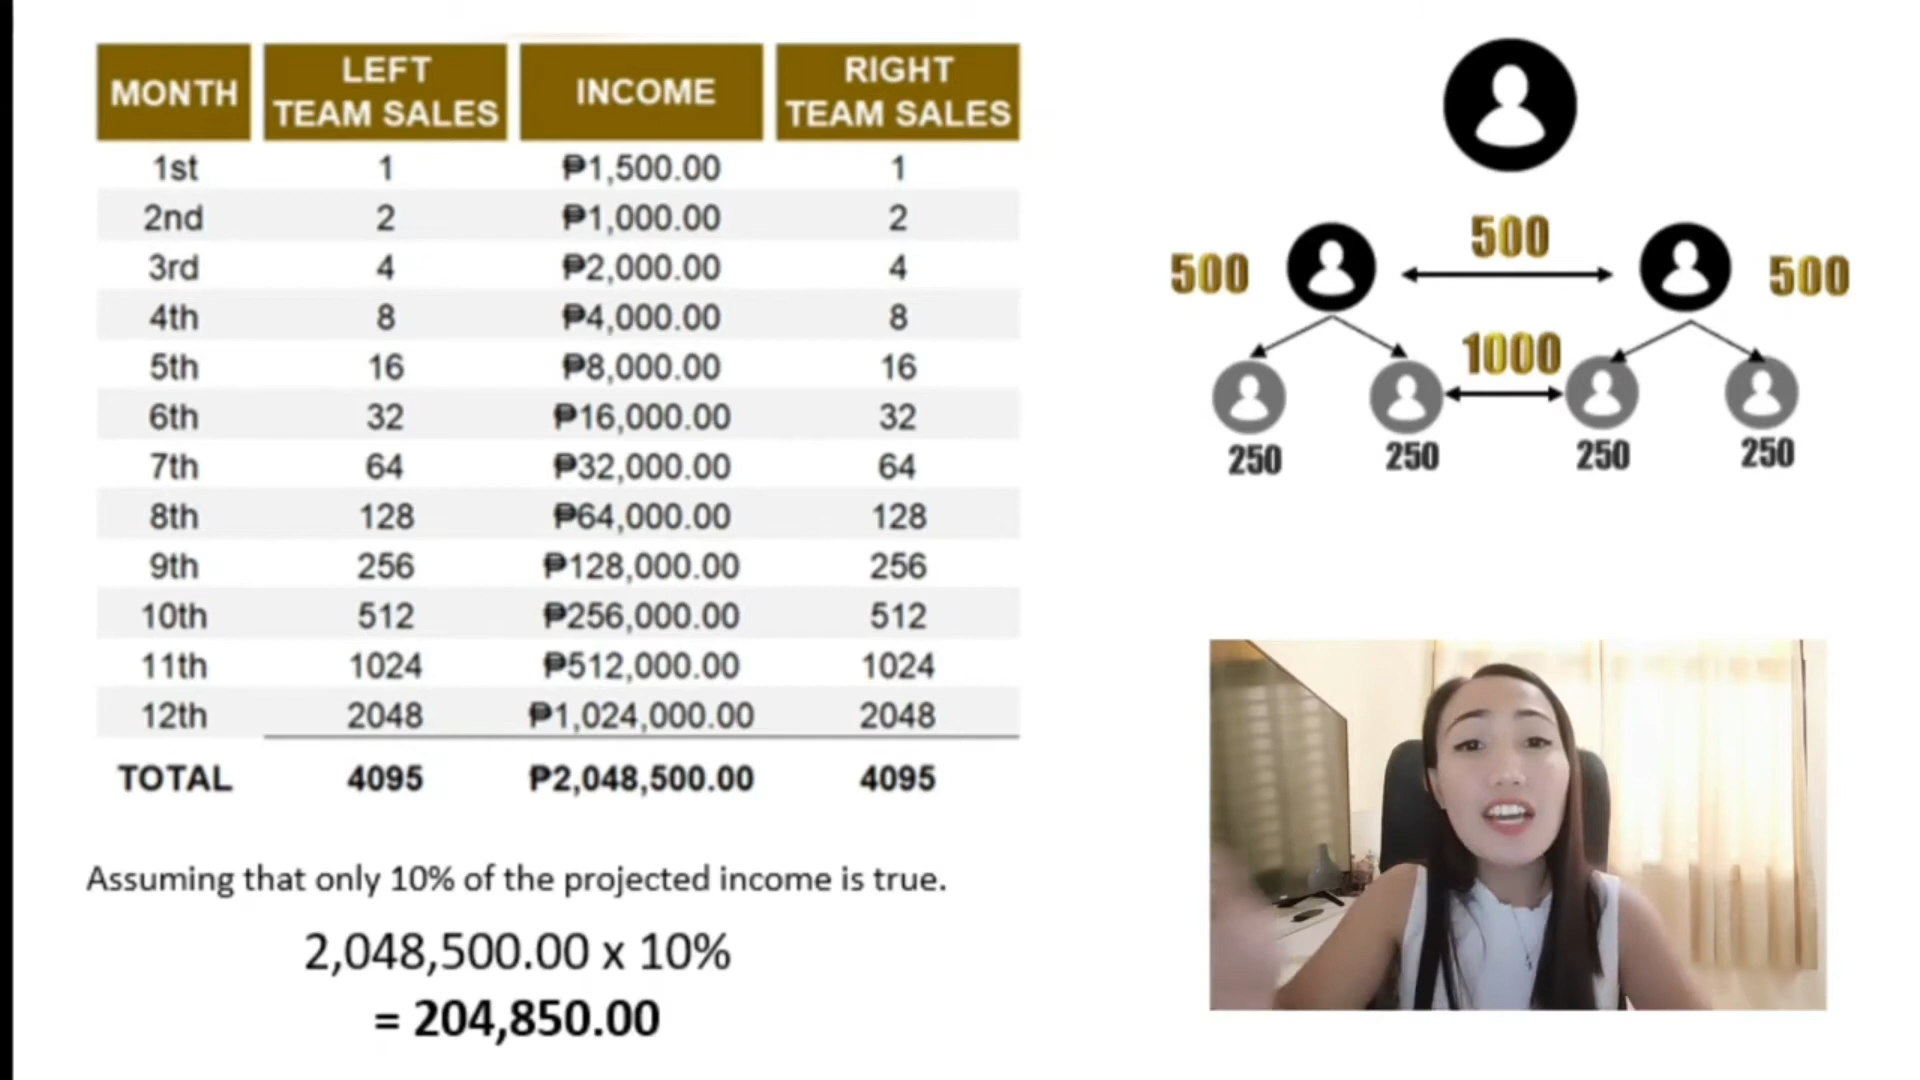 MONTH LEFT TEAM SALES INCOME RIGHT TEAM SALES
1st 1 ₱1,500.00 1
2nd 2 ₱1,000.00 2
3rd 4 ₱2,000.00 4
4th 8 ₱4,000.00 8
5th 16 ₱8,000.00 16
6th 32 ₱16,000.00 32
7th 64 ₱32,000.00 64
8th 128 ₱64,000.00 128
9th 256 ₱128,000.00 256
10th 512 ₱256,000.00 512
11th 1024 ₱512,000.00 1024
12th 2048 ₱1,024,000.00 2048
TOTAL 4095 ₱2,048,500.00 4095
Assuming that only 10% of the projected income is true.
2,048,500.00 x 10%
= 204,850.00
500
500 500
1000
250 250 250 250